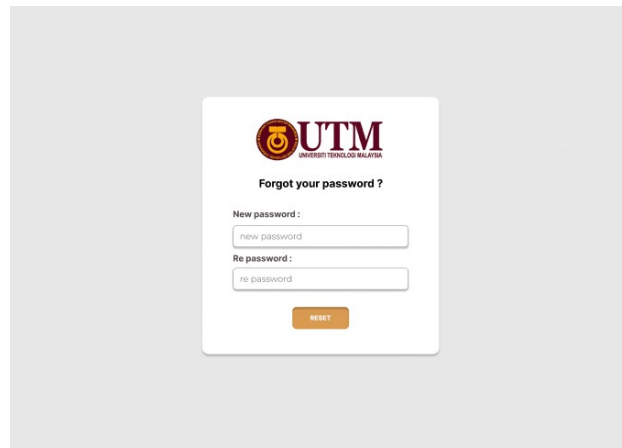 UTM
UNIVERSITI TEKNOLOGI MALAYSIA
Forgot your password ?
New password :
new password
Re password :
re password
RESET